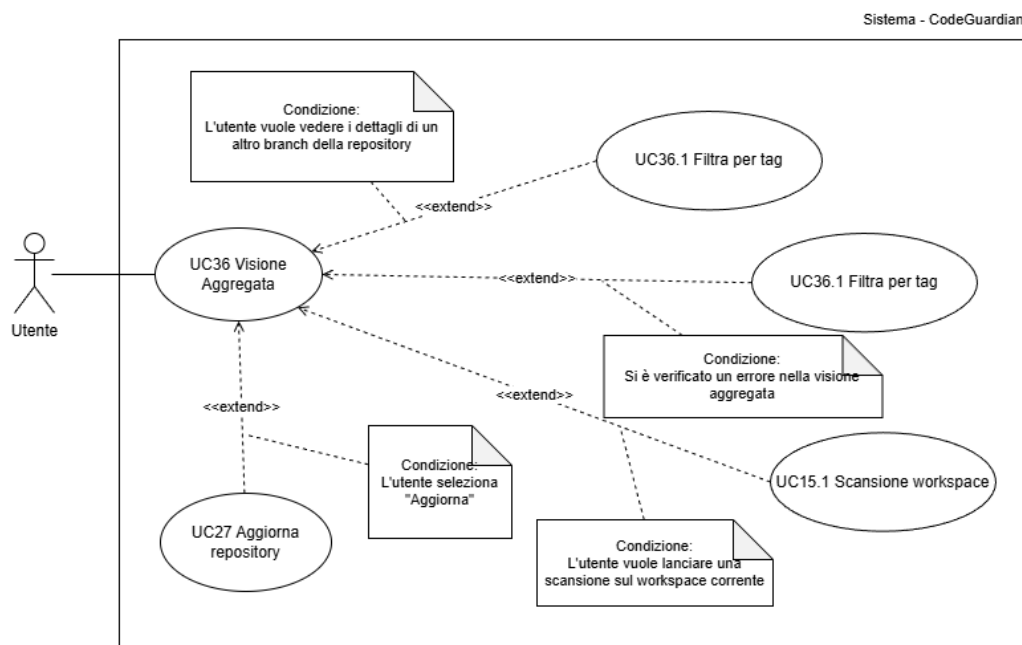 Sistema - CodeGuardian
Condizione:
L'utente vuole vedere i dettagli di un
altro branch della repository
UC36.1 Filtra per tag
<<extend>>
UC36 Visione
Aggregata
<<extend>>
UC36.1 Filtra per tag
Utente
Condizione:
Si è verificato un errore nella visione
aggregata
<<extend>>
<<extend>>
Condizione:
L'utente seleziona
"Aggiorna"
UC15.1 Scansione workspace
UC27 Aggiorna
repository
Condizione:
L'utente vuole lanciare una
scansione sul workspace corrente